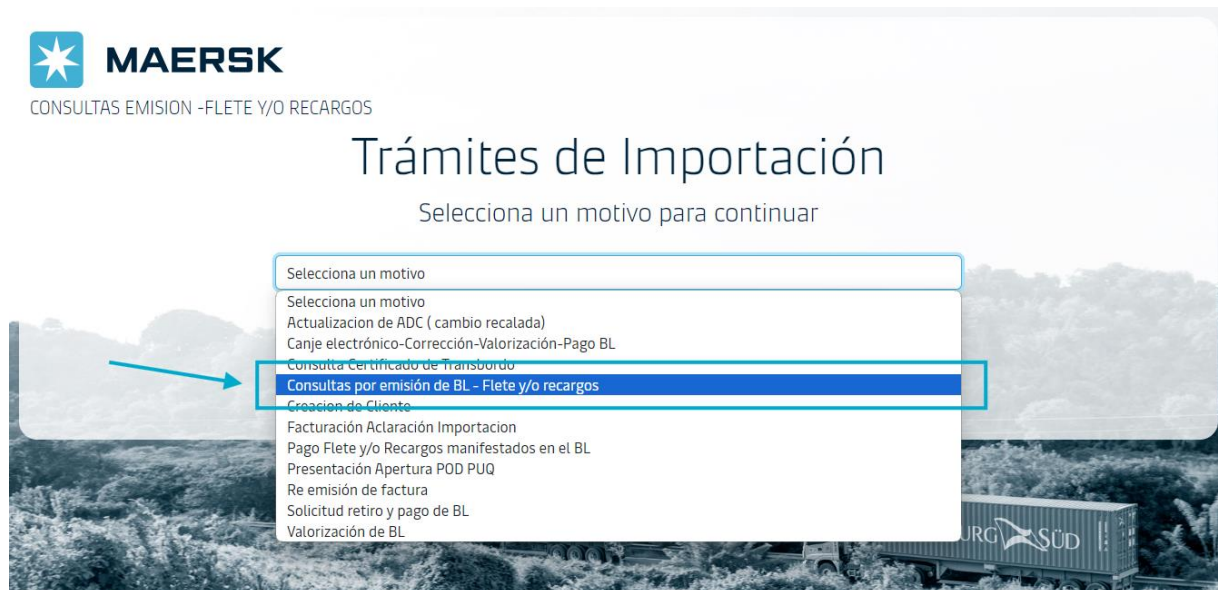 MAERSK
CONSULTAS EMISION -FLETE Y/O RECARGOS
Trámites de Importación
Selecciona un motivo para continuar
Selecciona un motivo
Selecciona un motivo
Actualizacion de ADC ( cambio recalada)
Canje electrónico-Corrección-Valorización-Pago BL
Consulta Certificado de Transbordo
Consultas por emisión de BL - Flete y/o recargos
Creacion de Cliente
Facturación Aclaración Importacion
Pago Flete y/o Recargos manifestados en el BL
Presentación Apertura POD PUQ
Re emisión de factura
Solicitud retiro y pago de BL
Valorización de BL
SÜD